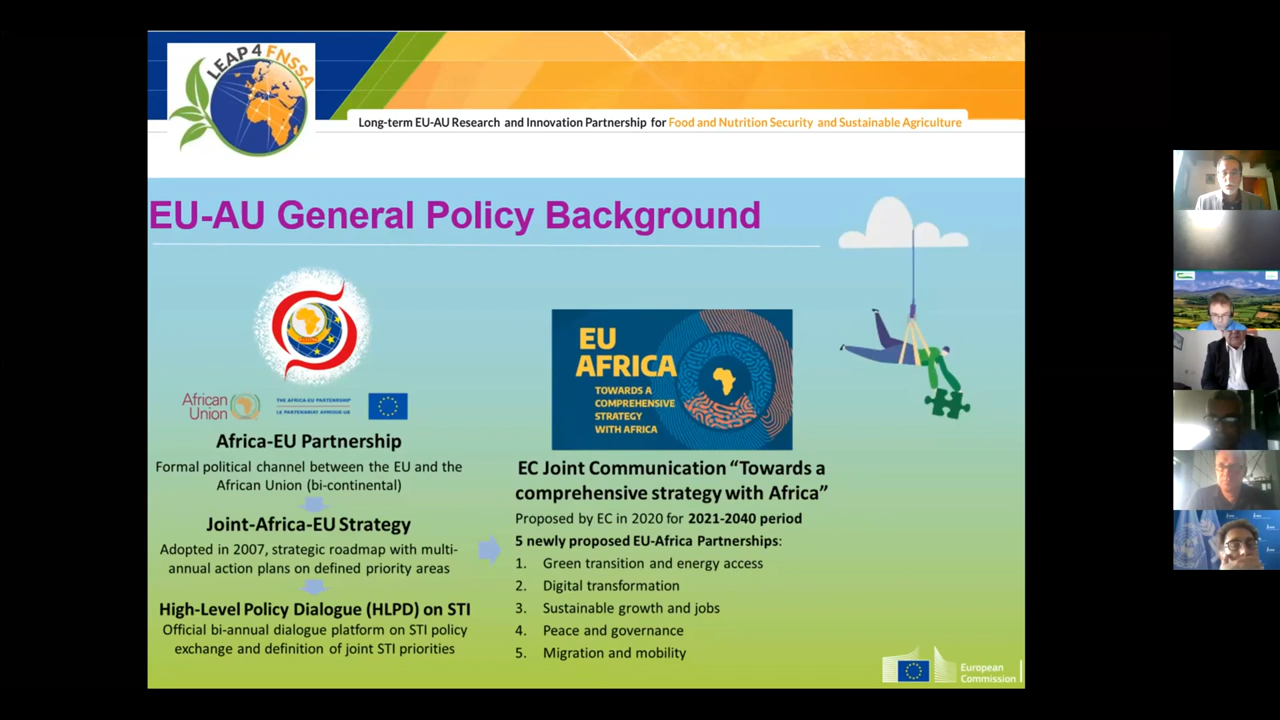 LEAP4FNSSA
Long-term EU-AU Research and Innovation Partnership for Food and Nutrition Security and Sustainable Agriculture
EU-AU General Policy Background
African
Union
THE AFRICA-EU PARTNERSHIP
LE PARTENARIAT AFRIQUE-UE
Africa-EU Partnership
Formal political channel between the EU and the
African Union (bi-continental)
Joint-Africa-EU Strategy
Adopted in 2007, strategic roadmap with multi-
annual action plans on defined priority areas
High-Level Policy Dialogue (HLPD) on STI
Official bi-annual dialogue platform on STI policy
exchange and definition of joint STI priorities
EU
AFRICA
TOWARDS A
COMPREHENSIVE
STRATEGY
WITH AFRICA
EC Joint Communication “Towards a
comprehensive strategy with Africa”
Proposed by EC in 2020 for 2021-2040 period
5 newly proposed EU-Africa Partnerships:
1. Green transition and energy access
2. Digital transformation
3. Sustainable growth and jobs
4. Peace and governance
5. Migration and mobility
European
Commission